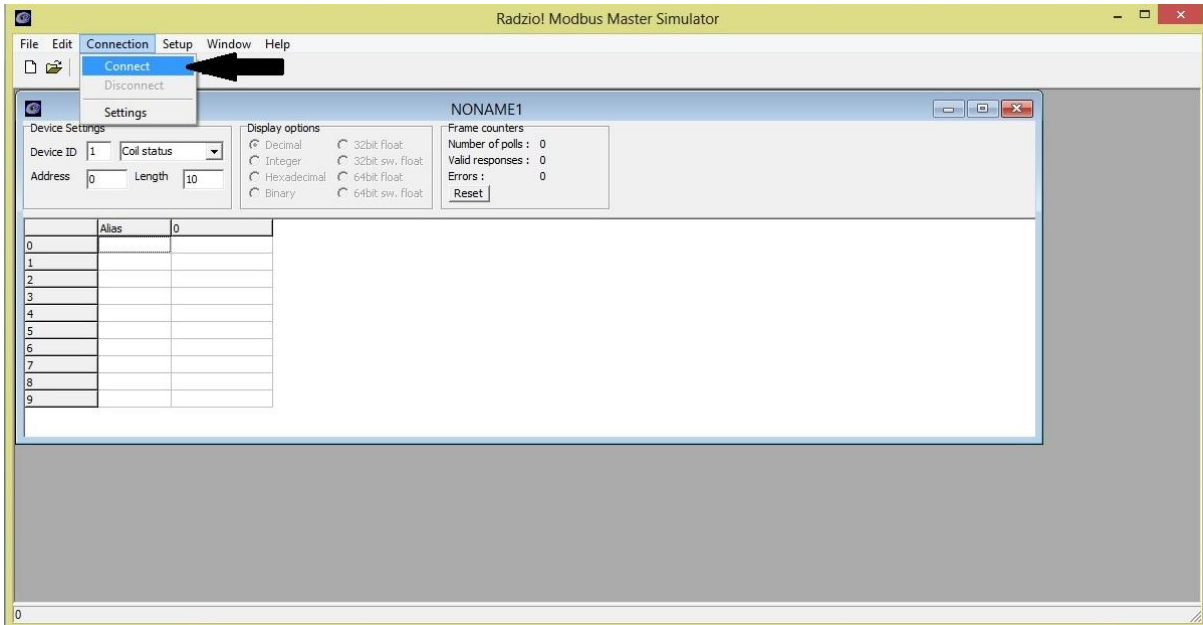 Radzio! Modbus Master Simulator
File Edit Connection Setup Window Help
Connect
Disconnect
Settings
NONAME1
Device Settings
Device ID 1 Coil status
Address 0 Length 10
Display options
Decimal 32bit float
Integer 32bit sw. float
Hexadecimal 64bit float
Binary 64bit sw. float
Frame counters
Number of polls : 0
Valid responses : 0
Errors : 0
Reset
Alias 0
0
1
2
3
4
5
6
7
8
9
0